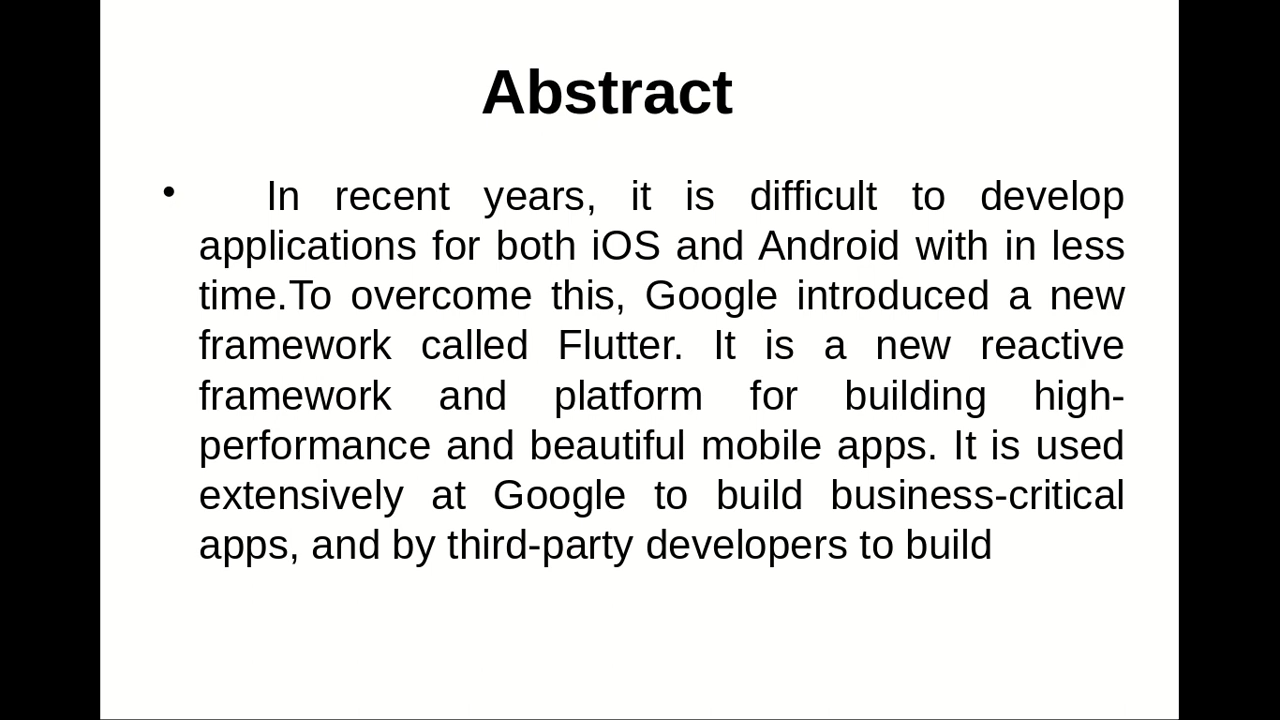 Abstract
• In recent years, it is difficult to develop
applications for both iOS and Android with in less
time.To overcome this, Google introduced a new
framework called Flutter. It is a new reactive
framework and platform for building high-
performance and beautiful mobile apps. It is used
extensively at Google to build business-critical
apps, and by third-party developers to build